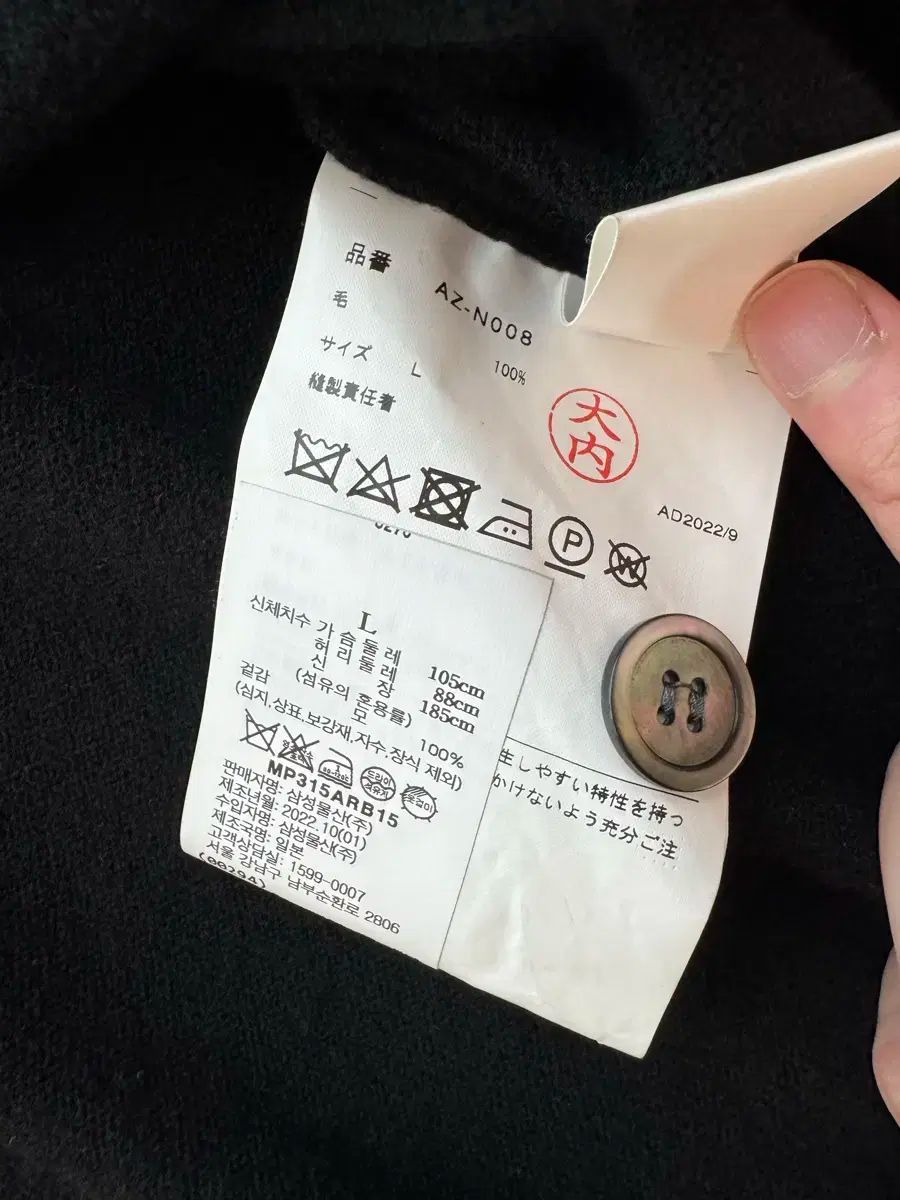 品番 AZ-N008
毛 100%
サイズ L
縫製責任者
大内
AD2022/9
P
W
L
신체치수 가슴둘레 105cm
허리둘레 88cm
신장 185cm
(섬유의 혼용률)
겉감 모 100%
(심지,상표,보강재,자수,장식 제외)
드라이
석유계
MP315ARB15
판매자명: 삼성물산(주)
제조년월: 2022.10(01)
수입자명: 삼성물산(주)
제조국명: 일본
고객상담실: 1599-0007
서울 강남구 남부순환로 2806
生しやすい特性を持っ
かけないよう充分ご注